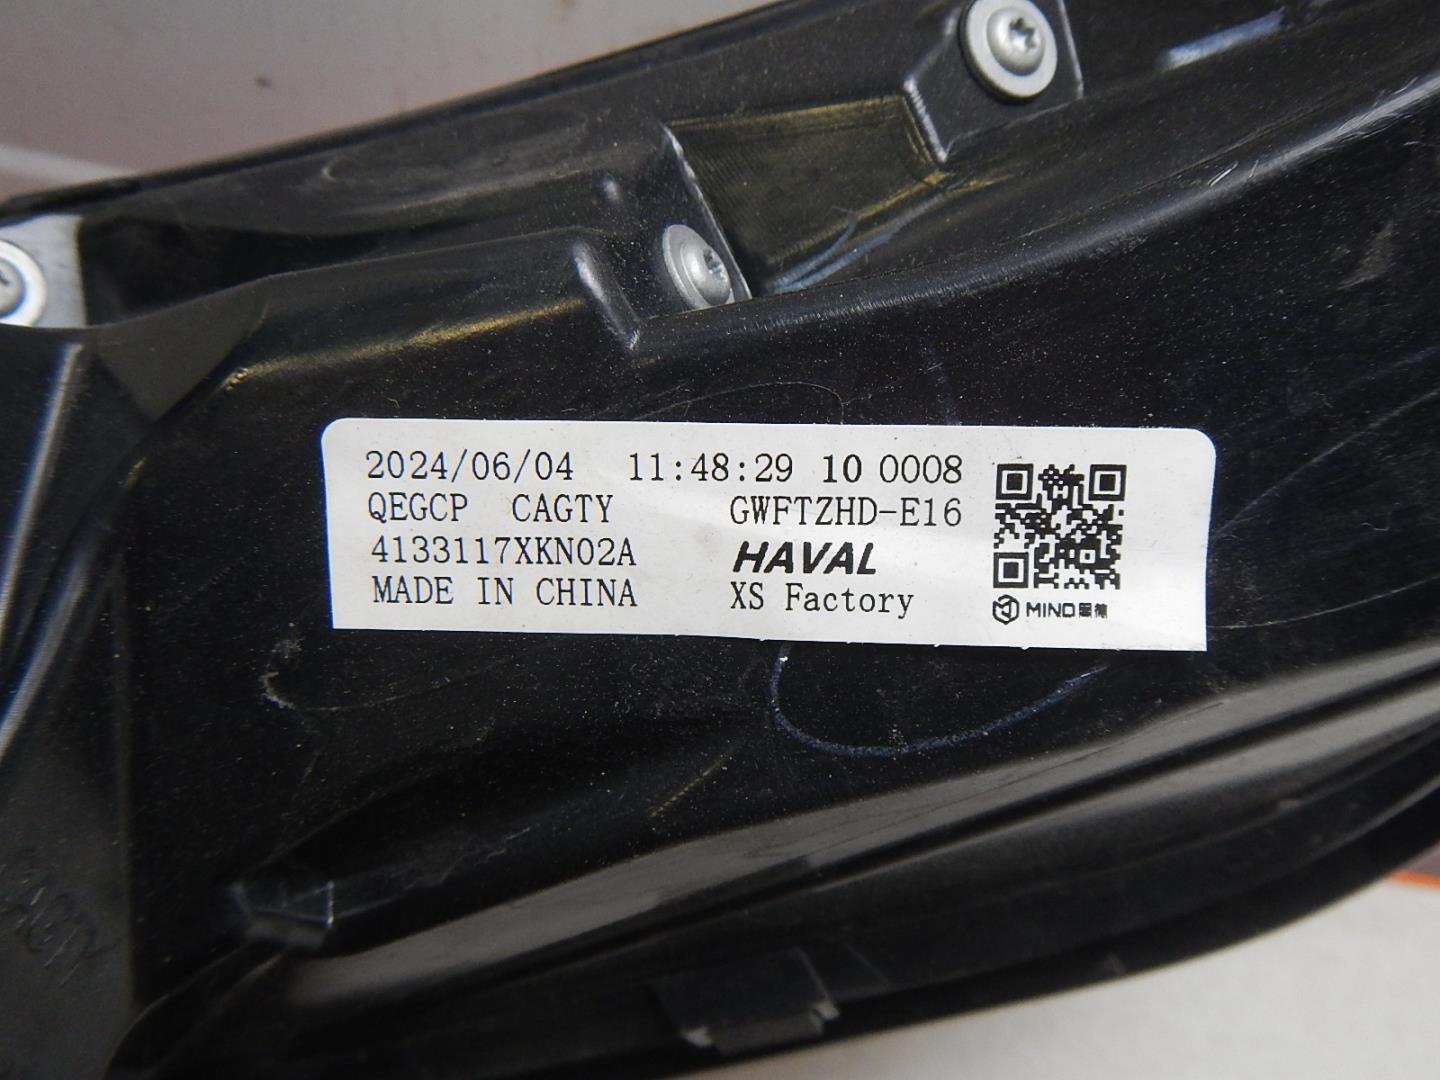 2024/06/04 11:48:29 10 0008
QEGCP CAGTY GWFTZHD-E16
4133117XKN02A HAVAL
MADE IN CHINA XS Factory
MIND